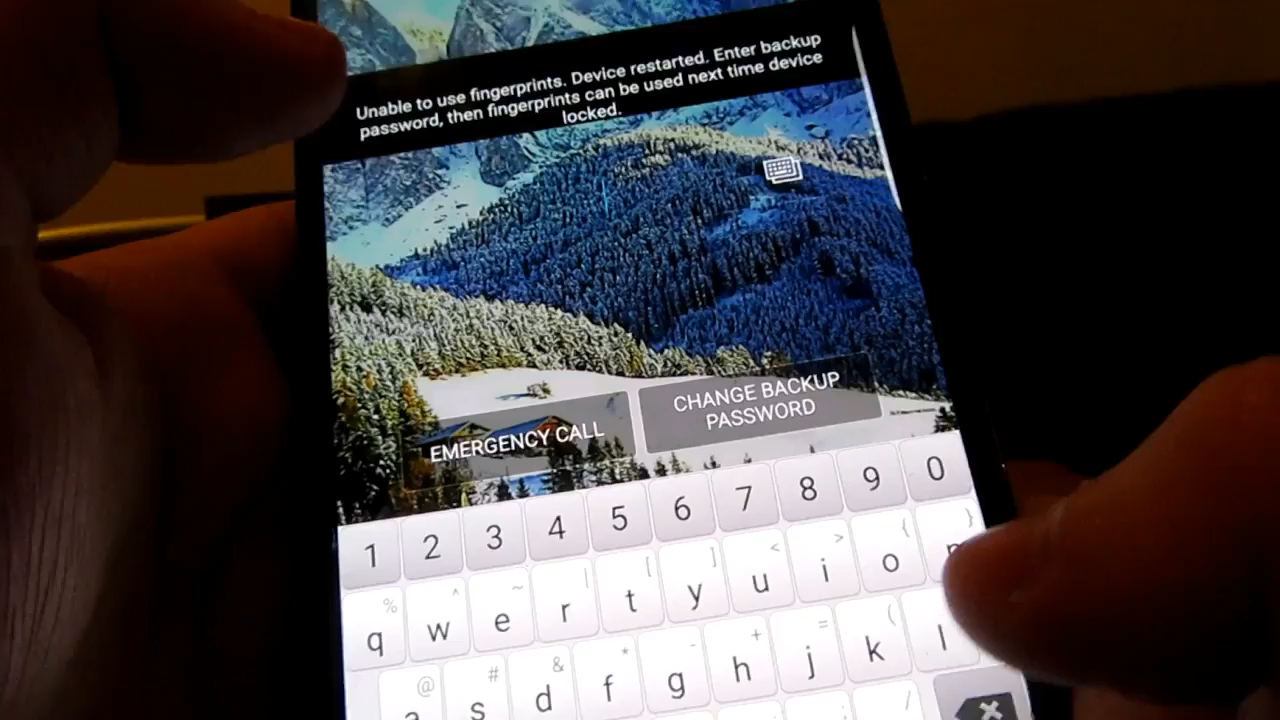 Unable to use fingerprints. Device restarted. Enter backup
password, then fingerprints can be used next time device
locked.
EMERGENCY CALL
CHANGE BACKUP
PASSWORD
1 2 3 4 5 6 7 8 9 0
% ^ ~ | [ ] < > { }
q w e r t y u i o
@ # & * - + = (
a s d f g h j k l
/